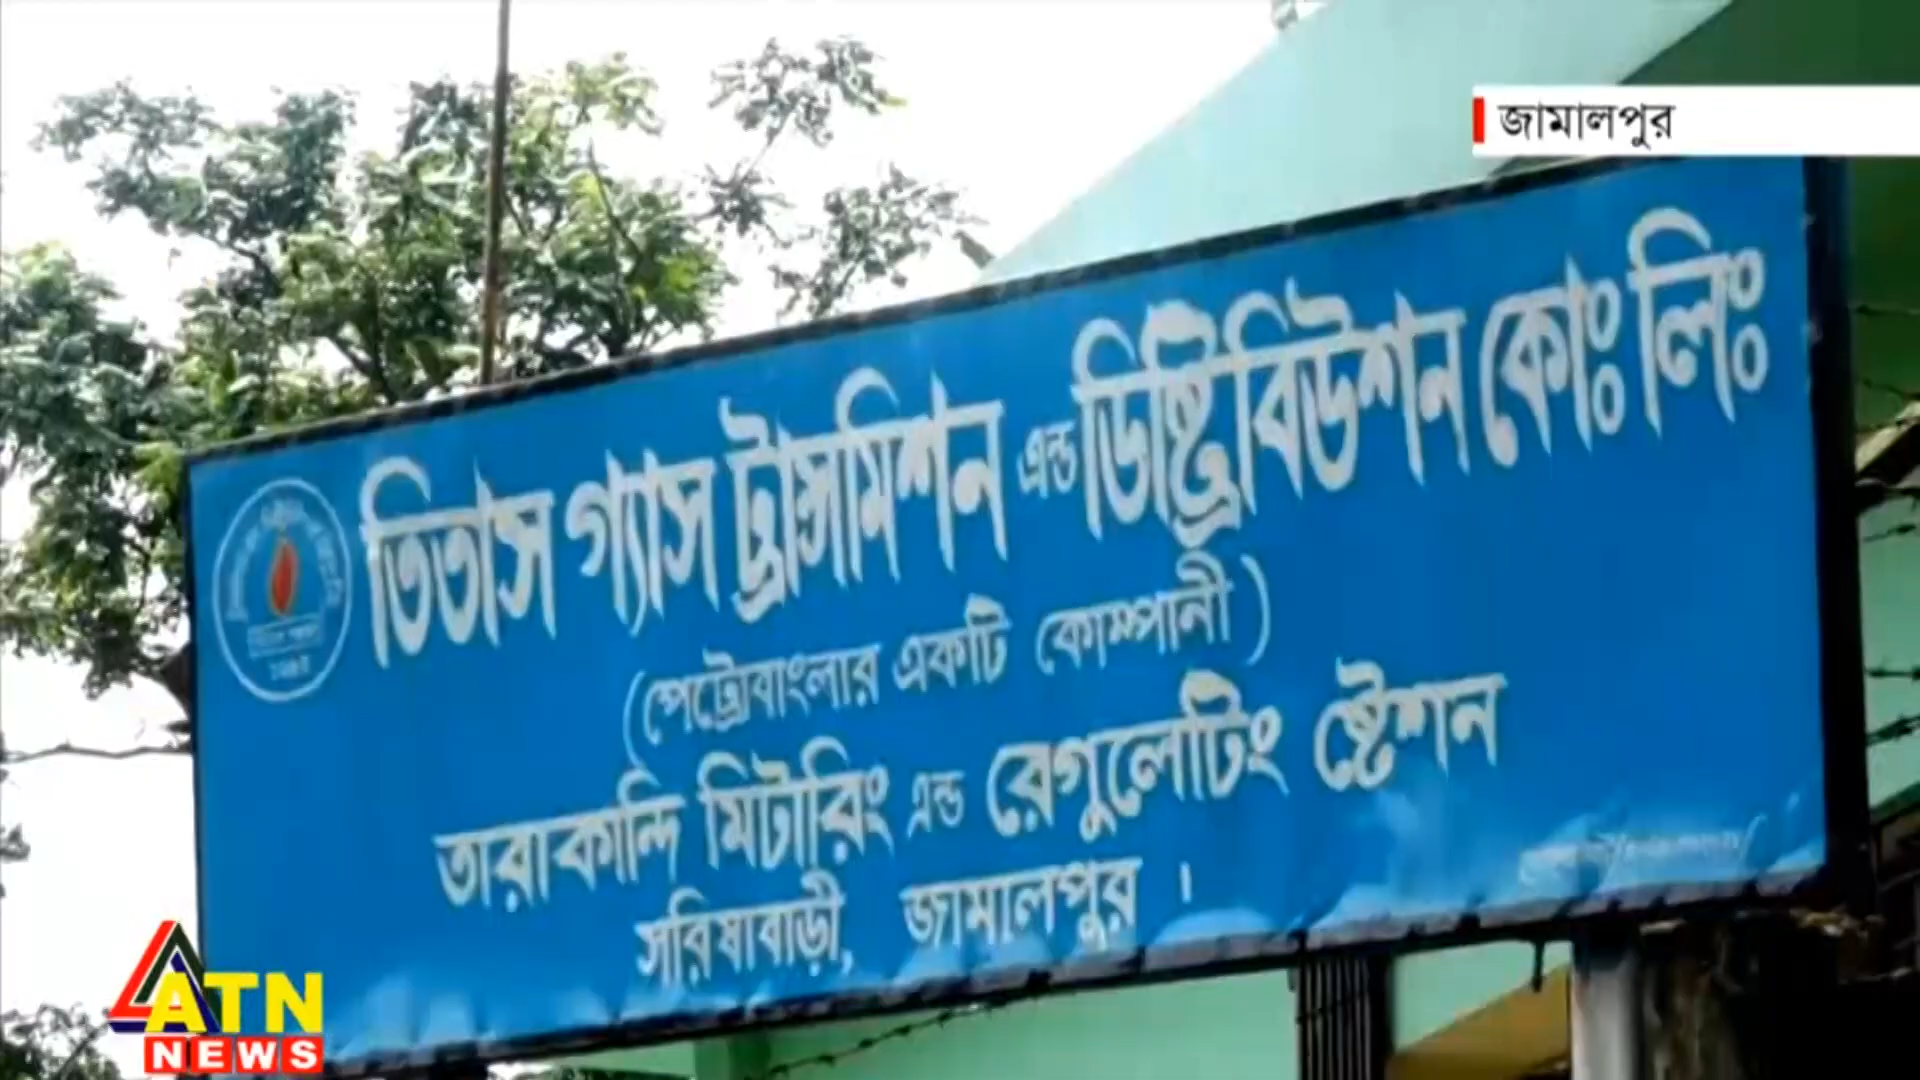 জামালপুর
তিতাস গ্যাস ট্রান্সমিশন এন্ড ডিষ্ট্রিবিউশন কোঃ লিঃ
(পেট্রোবাংলার একটি কোম্পানী)
তারাকান্দি মিটারিং এন্ড রেগুলেটিং ষ্টেশন
সরিষাবাড়ী, জামালপুর ।
ATN
NEWS